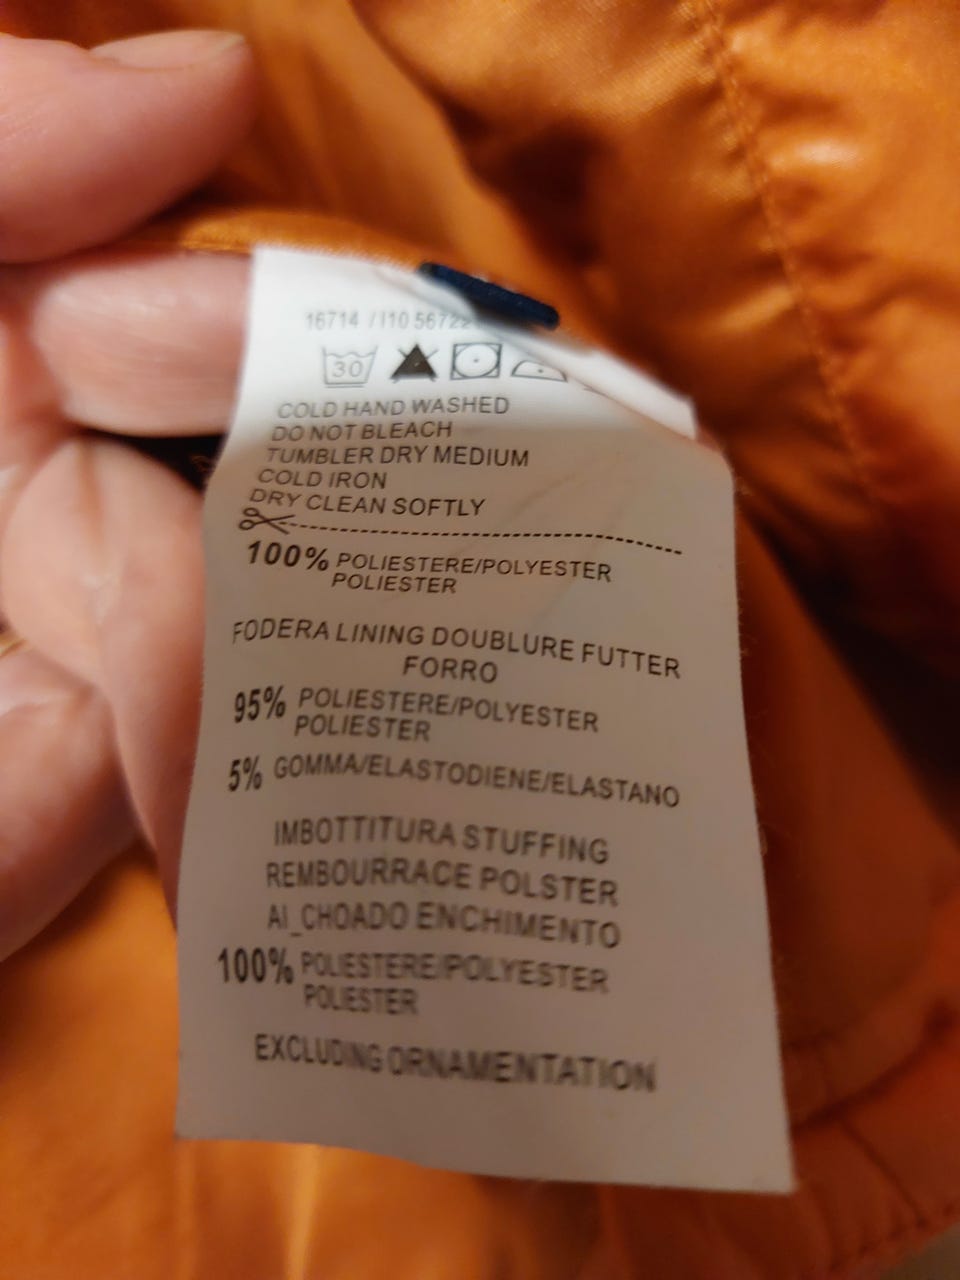 16714 / I10 56722
30
COLD HAND WASHED
DO NOT BLEACH
TUMBLER DRY MEDIUM
COLD IRON
DRY CLEAN SOFTLY
100% POLIESTERE/POLYESTER
POLIESTER
FODERA LINING DOUBLURE FUTTER
FORRO
95% POLIESTERE/POLYESTER
POLIESTER
5% GOMMA/ELASTODIENE/ELASTANO
IMBOTTITURA STUFFING
REMBOURRACE POLSTER
AI_CHOADO ENCHIMENTO
100% POLIESTERE/POLYESTER
POLIESTER
EXCLUDING ORNAMENTATION